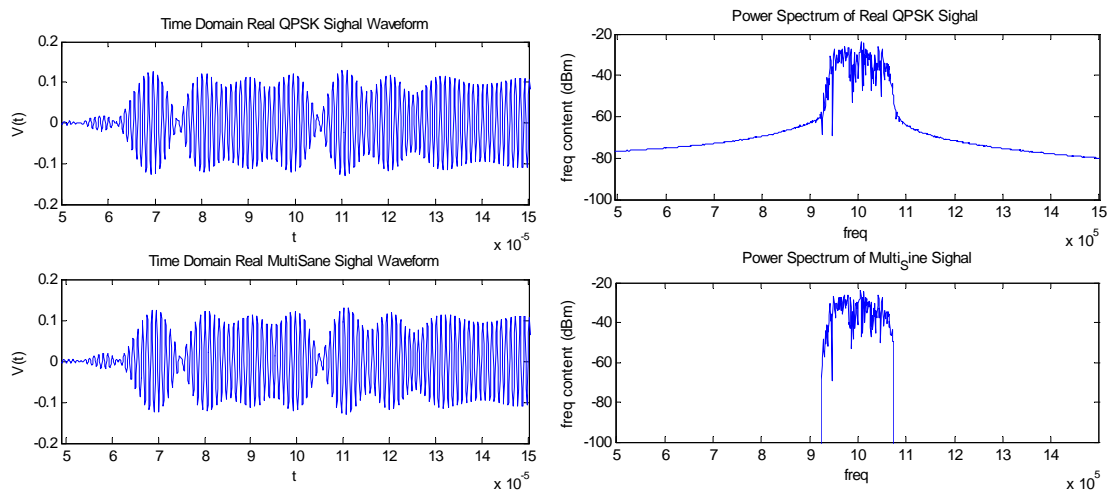 Time Domain Real QPSK Sighal Waveform
0.2
0.1
0
-0.1
-0.2
V(t)
5 6 7 8 9 10 11 12 13 14 15
t
x 10⁻⁵
Power Spectrum of Real QPSK Sighal
-20
-40
-60
-80
-100
freq content (dBm)
5 6 7 8 9 10 11 12 13 14 15
freq
x 10⁵
Time Domain Real MultiSane Sighal Waveform
0.2
0.1
0
-0.1
-0.2
V(t)
5 6 7 8 9 10 11 12 13 14 15
t
x 10⁻⁵
Power Spectrum of Multi_Sine Sighal
-20
-40
-60
-80
-100
freq content (dBm)
5 6 7 8 9 10 11 12 13 14 15
freq
x 10⁵